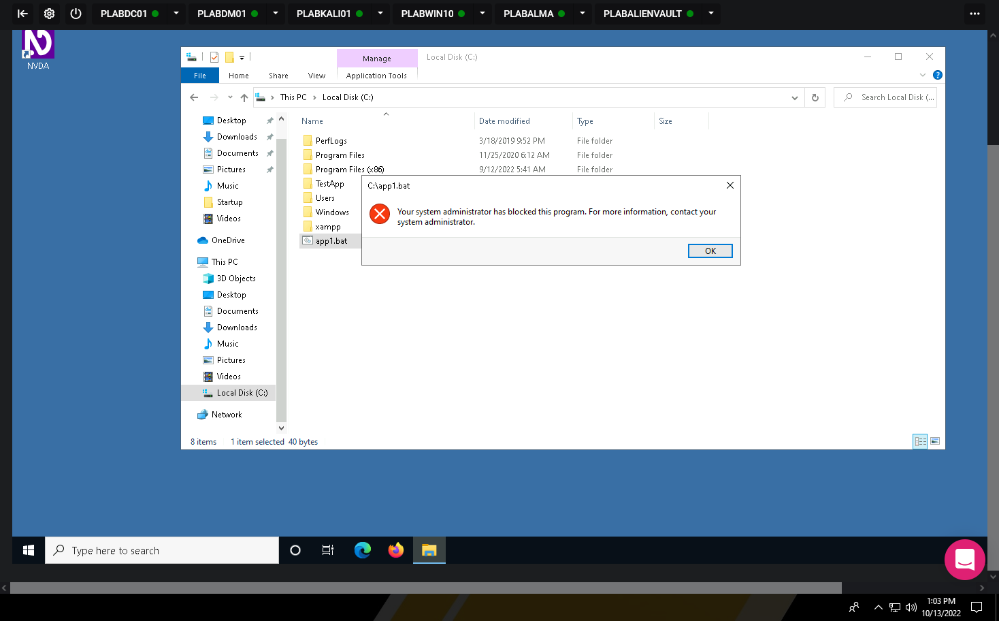 PLABDC01 PLABDM01 PLABKALI01 PLABWIN10 PLABALMA PLABALIENVAULT
NVDA
Manage Local Disk (C:)
File Home Share View Application Tools
This PC Local Disk (C:) Search Local Disk (...
Name Date modified Type Size
Desktop
Downloads
Documents
Pictures
Music
Startup
Videos
OneDrive
This PC
3D Objects
Desktop
Documents
Downloads
Music
Pictures
Videos
Local Disk (C:)
Network
PerfLogs 3/18/2019 9:52 PM File folder
Program Files 11/25/2020 6:12 AM File folder
Program Files (x86) 9/12/2022 5:41 AM File folder
TestApp
Users
Windows
xampp
app1.bat
C:\app1.bat
Your system administrator has blocked this program. For more information, contact your
system administrator.
OK
8 items 1 item selected 40 bytes
Type here to search
1:03 PM
10/13/2022